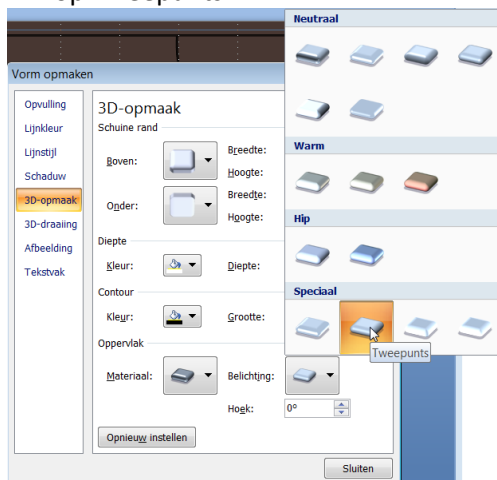 Neutraal
Vorm opmaken
Opvulling
Lijnkleur
Lijnstijl
Schaduw
3D-opmaak
3D-draaiing
Afbeelding
Tekstvak
3D-opmaak
Schuine rand
Boven:
Breedte:
Hoogte:
Onder:
Breedte:
Hoogte:
Diepte
Kleur:
Diepte:
Contour
Kleur:
Grootte:
Oppervlak
Materiaal:
Belichting:
Hoek:
0°
Opnieuw instellen
Sluiten
Warm
Hip
Speciaal
Tweepunts